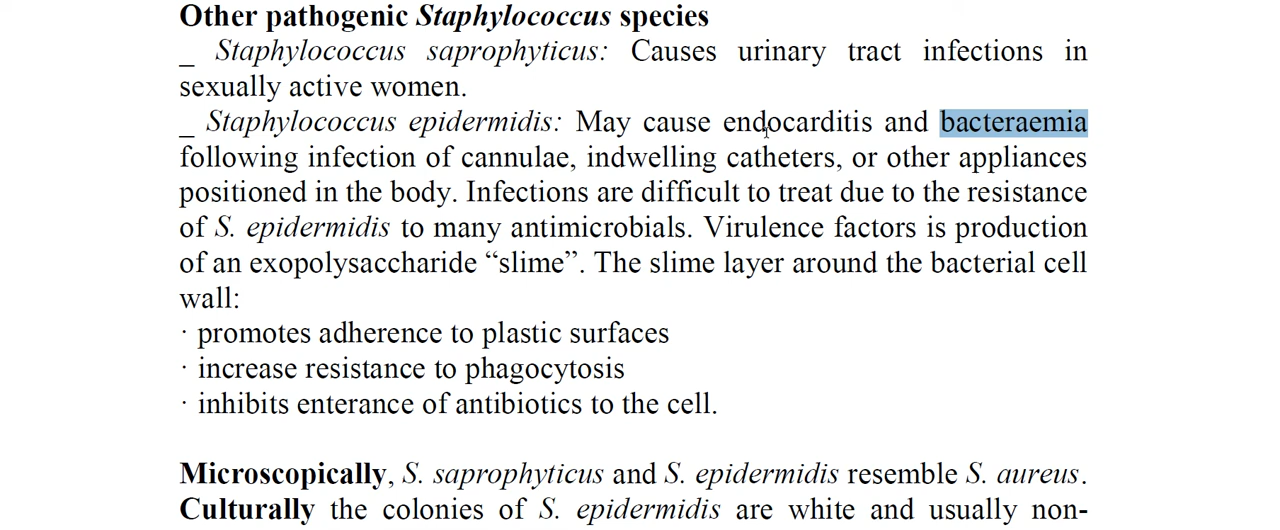 Other pathogenic Staphylococcus species
_ Staphylococcus saprophyticus: Causes urinary tract infections in
sexually active women.
_ Staphylococcus epidermidis: May cause endocarditis and bacteraemia
following infection of cannulae, indwelling catheters, or other appliances
positioned in the body. Infections are difficult to treat due to the resistance
of S. epidermidis to many antimicrobials. Virulence factors is production
of an exopolysaccharide “slime”. The slime layer around the bacterial cell
wall:
· promotes adherence to plastic surfaces
· increase resistance to phagocytosis
· inhibits enterance of antibiotics to the cell.
Microscopically, S. saprophyticus and S. epidermidis resemble S. aureus.
Culturally the colonies of S. epidermidis are white and usually non-